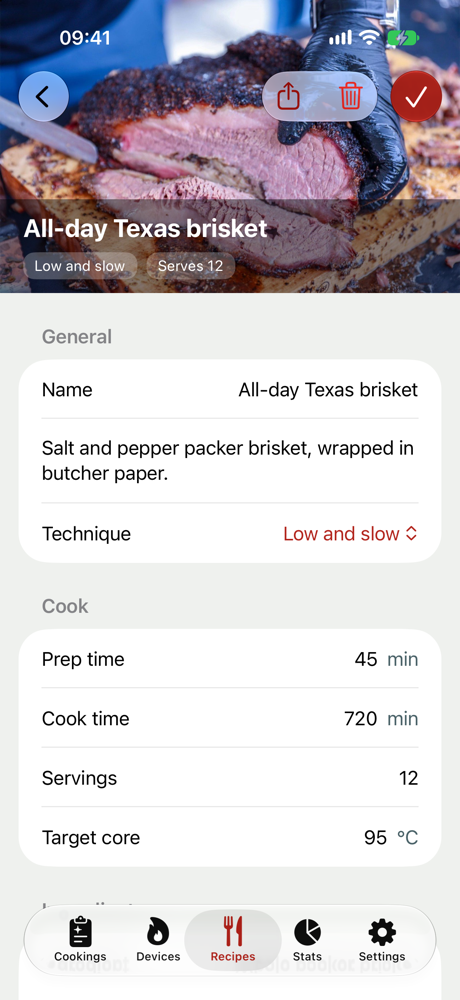 09:41
All-day Texas brisket
Low and slow
Serves 12
General
Name All-day Texas brisket
Salt and pepper packer brisket, wrapped in
butcher paper.
Technique Low and slow
Cook
Prep time 45 min
Cook time 720 min
Servings 12
Target core 95 °C
Cookings Devices Recipes Stats Settings